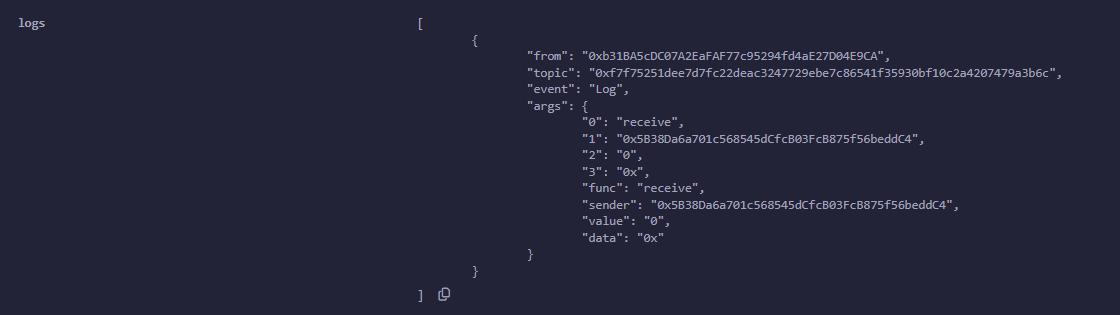 logs
[
{
"from": "0xb31BA5cDC07A2EaFAF77c95294fd4aE27D04E9CA",
"topic": "0xf7f75251dee7d7fc22deac3247729ebe7c86541f35930bf10c2a4207479a3b6c",
"event": "Log",
"args": {
"0": "receive",
"1": "0x5B38Da6a701c568545dCfcB03FcB875f56beddC4",
"2": "0",
"3": "0x",
"func": "receive",
"sender": "0x5B38Da6a701c568545dCfcB03FcB875f56beddC4",
"value": "0",
"data": "0x"
}
}
]